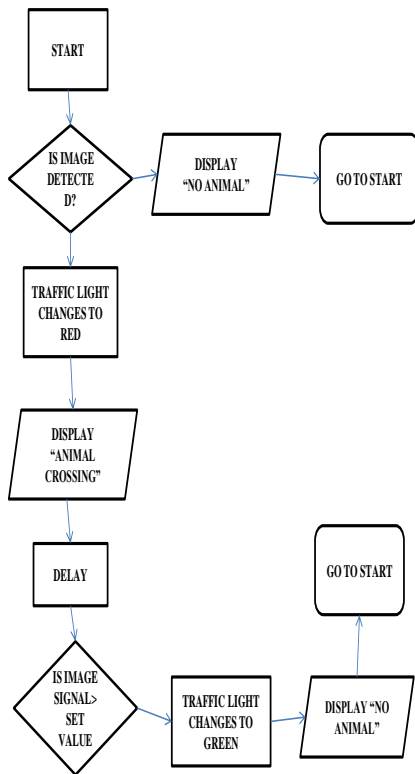 START
IS IMAGE
DETECTE
D?
DISPLAY
“NO ANIMAL”
GO TO START
TRAFFIC LIGHT
CHANGES TO
RED
DISPLAY
“ANIMAL
CROSSING”
DELAY
IS IMAGE
SIGNAL>
SET
VALUE
TRAFFIC LIGHT
CHANGES TO
GREEN
DISPLAY “NO
ANIMAL”
GO TO START